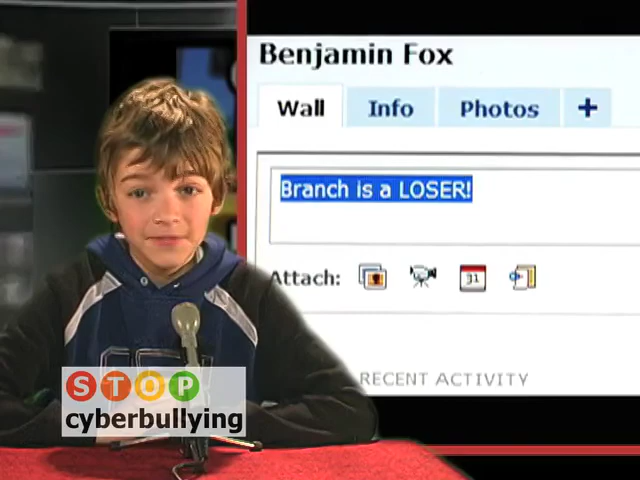 Benjamin Fox
Wall Info Photos +
Branch is a LOSER!
Attach:
31
RECENT ACTIVITY
STOP
cyberbullying